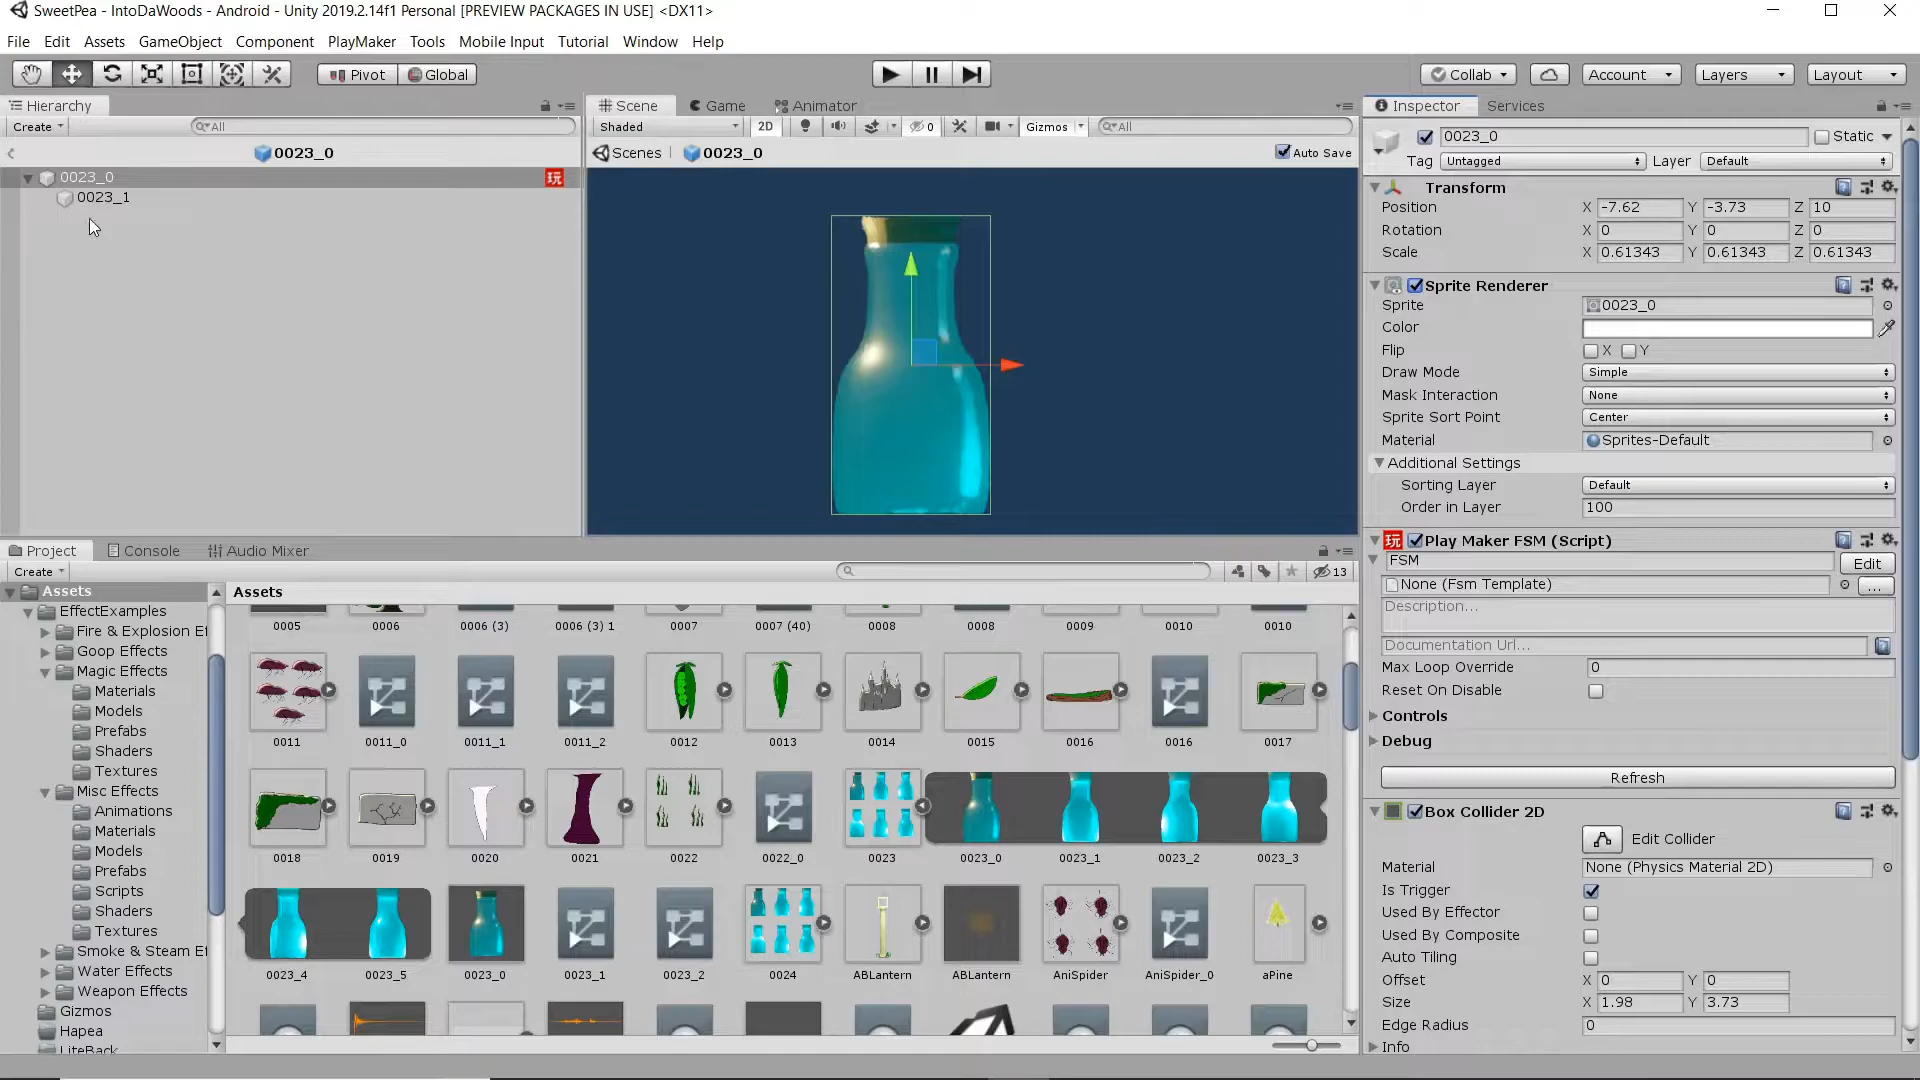 SweetPea - IntoDaWoods - Android - Unity 2019.2.14f1 Personal [PREVIEW PACKAGES IN USE] <DX11>
File Edit Assets GameObject Component PlayMaker Tools Mobile Input Tutorial Window Help
Pivot Global Collab Account Layers Layout
Hierarchy
Create All
0023_0
0023_0 玩
0023_1
Scene Game Animator
Shaded 2D 0 Gizmos All
Scenes 0023_0 Auto Save
Inspector Services
0023_0 Static
Tag Untagged Layer Default
Transform
Position X -7.62 Y -3.73 Z 10
Rotation X 0 Y 0 Z 0
Scale X 0.61343 Y 0.61343 Z 0.61343
Sprite Renderer
Sprite 0023_0
Color
Flip X Y
Draw Mode Simple
Mask Interaction None
Sprite Sort Point Center
Material Sprites-Default
Additional Settings
Sorting Layer Default
Order in Layer 100
玩 Play Maker FSM (Script)
FSM Edit
None (Fsm Template) ...
Description...
Documentation Url...
Max Loop Override 0
Reset On Disable
Controls
Debug
Refresh
Box Collider 2D
Edit Collider
Material None (Physics Material 2D)
Is Trigger
Used By Effector
Used By Composite
Auto Tiling
Offset X 0 Y 0
Size X 1.98 Y 3.73
Edge Radius 0
Info
Project Console Audio Mixer
Create 13
Assets
EffectExamples
Fire & Explosion Ef
Goop Effects
Magic Effects
Materials
Models
Prefabs
Shaders
Textures
Misc Effects
Animations
Materials
Models
Prefabs
Scripts
Shaders
Textures
Smoke & Steam Ef
Water Effects
Weapon Effects
Gizmos
Hapea
LiteBack
Assets
0005 0006 0006 (3) 0006 (3) 1 0007 0007 (40) 0008 0008 0009 0010 0010
0011 0011_0 0011_1 0011_2 0012 0013 0014 0015 0016 0016 0017
0018 0019 0020 0021 0022 0022_0 0023 0023_0 0023_1 0023_2 0023_3
0023_4 0023_5 0023_0 0023_1 0023_2 0024 ABLantern ABLantern AniSpider AniSpider_0 aPine